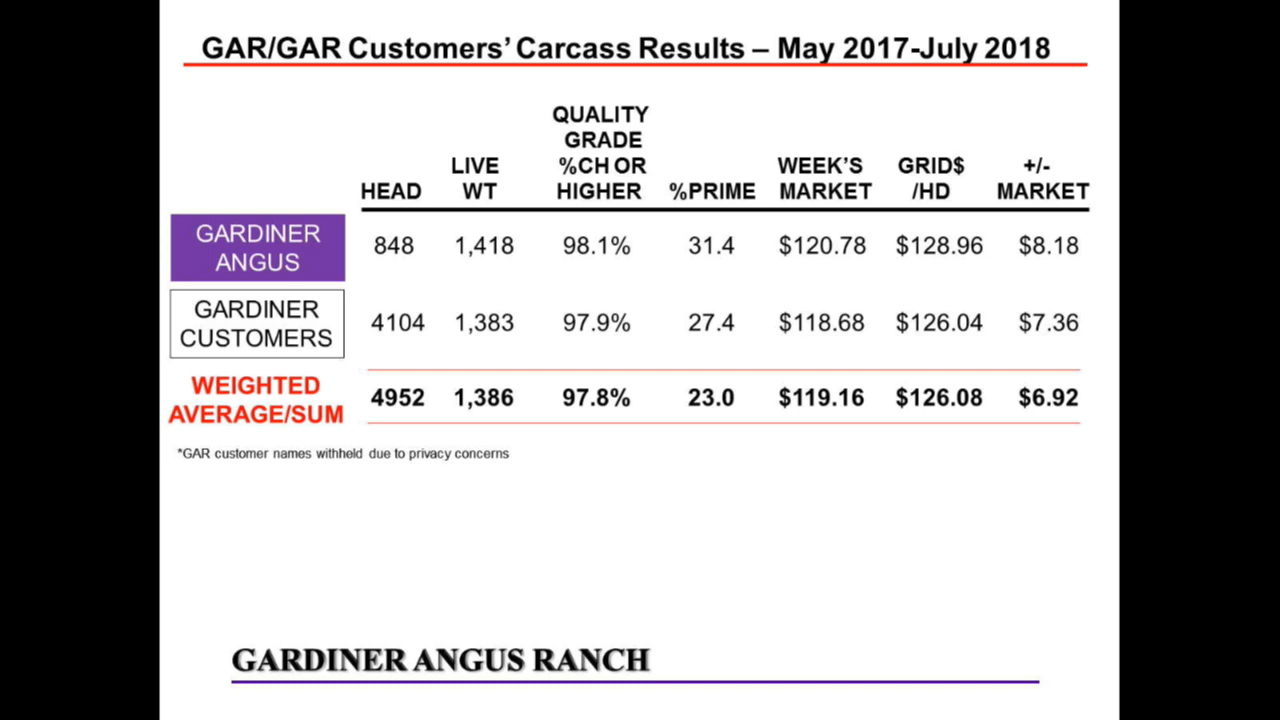 GAR/GAR Customers' Carcass Results – May 2017-July 2018
QUALITY
GRADE
LIVE %CH OR WEEK'S GRID$ +/-
HEAD WT HIGHER %PRIME MARKET /HD MARKET
GARDINER
ANGUS
848 1,418 98.1% 31.4 $120.78 $128.96 $8.18
GARDINER
CUSTOMERS
4104 1,383 97.9% 27.4 $118.68 $126.04 $7.36
WEIGHTED
AVERAGE/SUM
4952 1,386 97.8% 23.0 $119.16 $126.08 $6.92
*GAR customer names withheld due to privacy concerns
GARDINER ANGUS RANCH